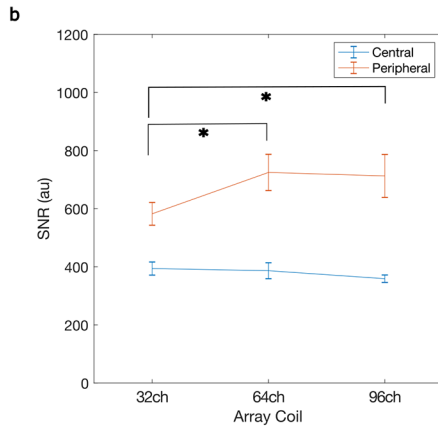 b
1200
1000
800
600
400
200
0
SNR (au)
Central
Peripheral
*
*
32ch 64ch 96ch
Array Coil